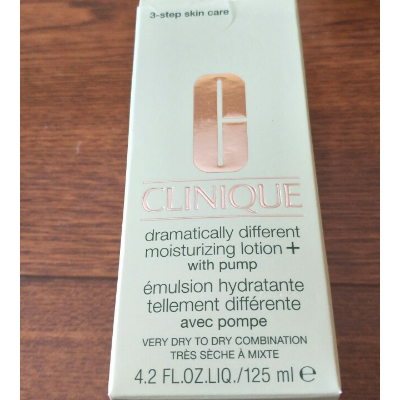 3-step skin care
CLINIQUE
dramatically different
moisturizing lotion +
with pump
émulsion hydratante
tellement différente
avec pompe
VERY DRY TO DRY COMBINATION
TRÈS SÈCHE À MIXTE
4.2 FL.OZ.LIQ./125 ml ℮